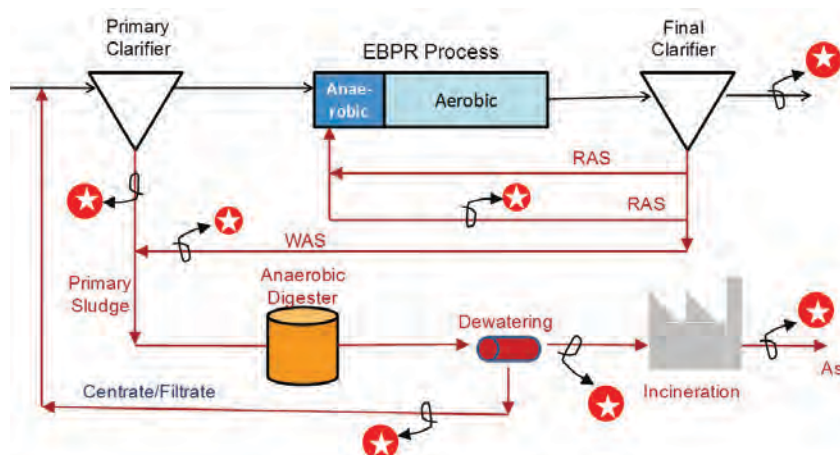 Primary
Clarifier
EBPR Process
Final
Clarifier
Anae-
robic
Aerobic
RAS
RAS
WAS
Primary
Sludge
Anaerobic
Digester
Dewatering
Incineration
As
Centrate/Filtrate